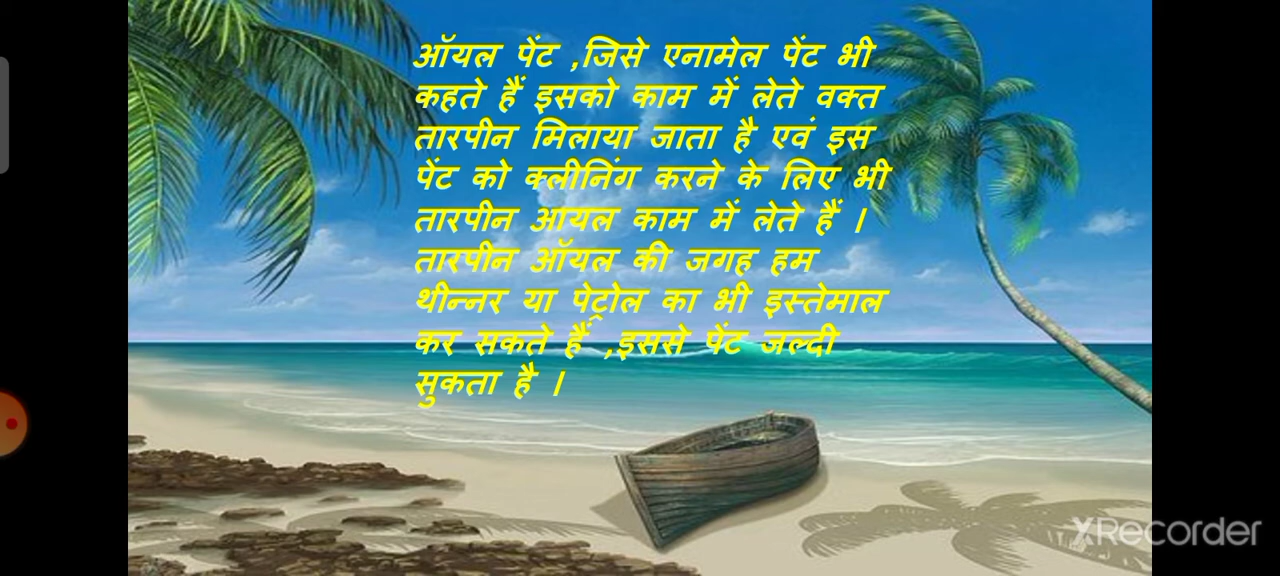 ऑयल पेंट ,जिसे एनामेल पेंट भी
कहते हैं इसको काम में लेते वक्त
तारपीन मिलाया जाता है एवं इस
पेंट को क्लीनिंग करने के लिए भी
तारपीन आयल काम में लेते हैं ।
तारपीन ऑयल की जगह हम
थीन्नर या पेट्रोल का भी इस्तेमाल
कर सकते हैं ,इससे पेंट जल्दी
सुकता है ।
XRecorder